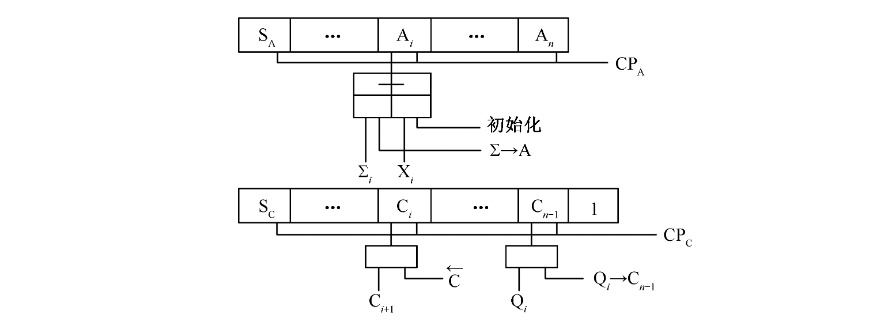 S_A … A_i … A_n
CP_A
初始化
Σ→A
Σ_i X_i
S_C … C_i … C_{n-1} 1
CP_C
C← Q_i→C_{n-1}
C_{i+1} Q_i